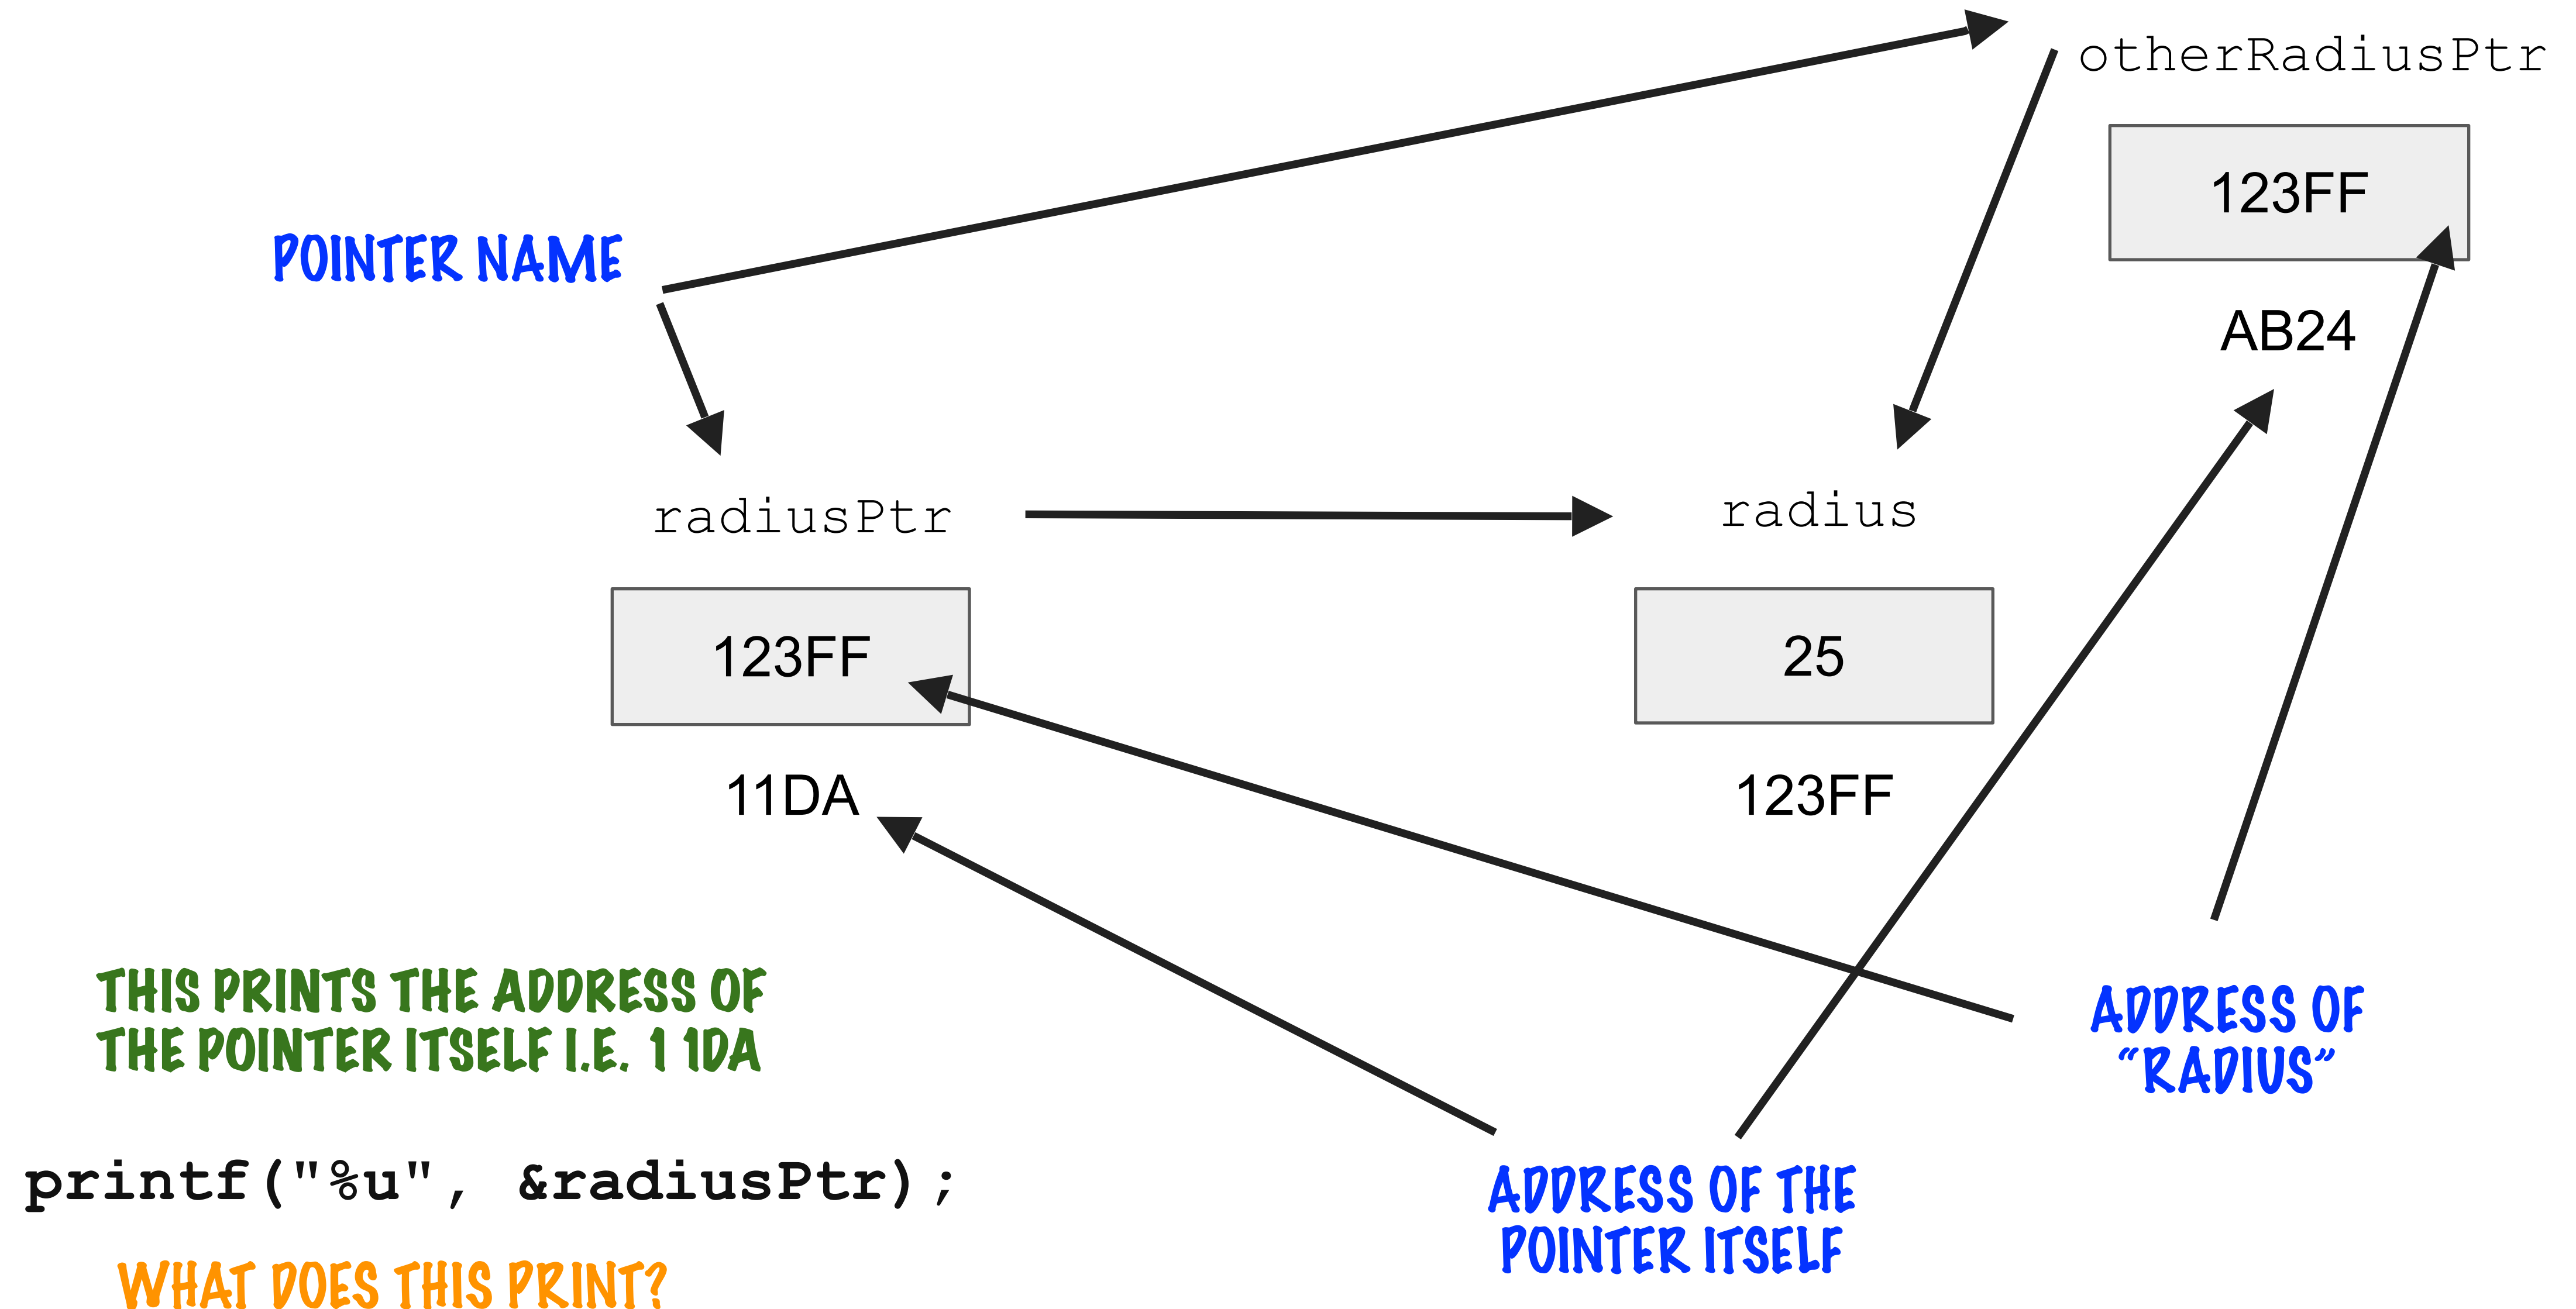 otherRadiusPtr
123FF
AB24
POINTER NAME
radiusPtr
radius
123FF
25
11DA
123FF
THIS PRINTS THE ADDRESS OF
THE POINTER ITSELF I.E. 11DA
ADDRESS OF
“RADIUS”
printf("%u", &radiusPtr);
ADDRESS OF THE
POINTER ITSELF
WHAT DOES THIS PRINT?